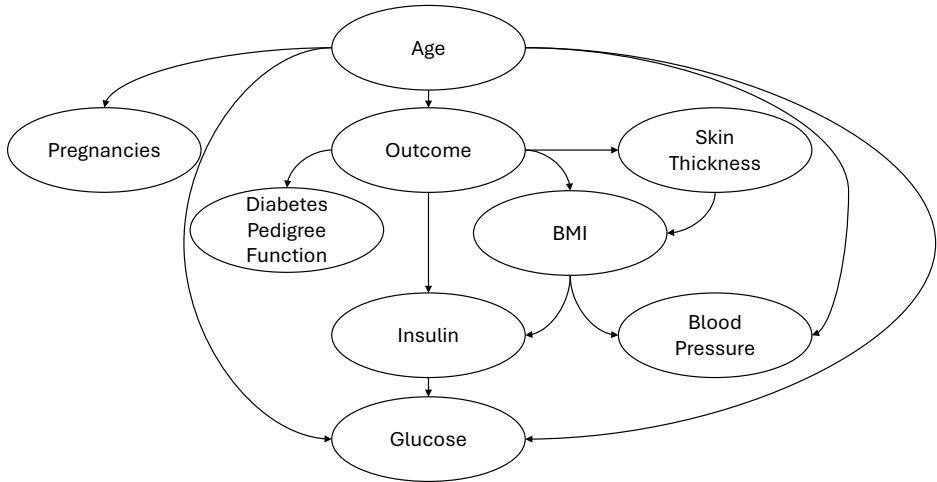 Age
Pregnancies
Outcome
Skin
Thickness
Diabetes
Pedigree
Function
BMI
Insulin
Blood
Pressure
Glucose